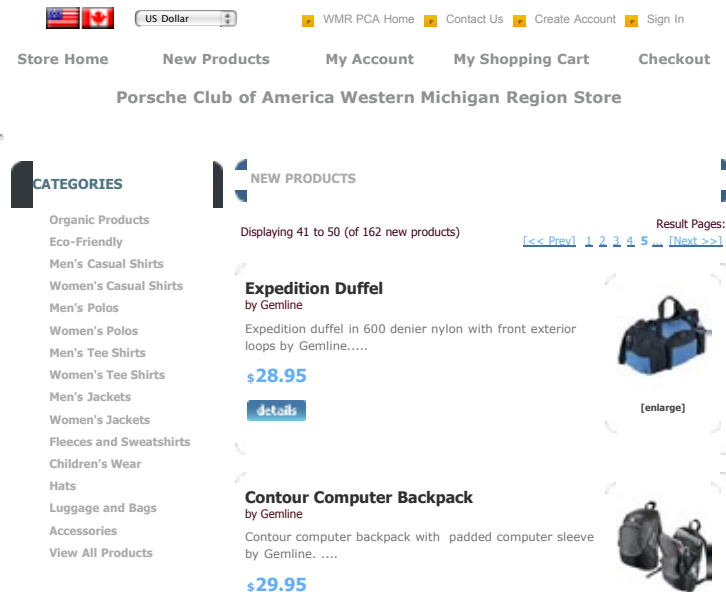 US Dollar
WMR PCA Home Contact Us Create Account Sign In
Store Home New Products My Account My Shopping Cart Checkout
Porsche Club of America Western Michigan Region Store
CATEGORIES
Organic Products
Eco-Friendly
Men's Casual Shirts
Women's Casual Shirts
Men's Polos
Women's Polos
Men's Tee Shirts
Women's Tee Shirts
Men's Jackets
Women's Jackets
Fleeces and Sweatshirts
Children's Wear
Hats
Luggage and Bags
Accessories
View All Products
NEW PRODUCTS
Displaying 41 to 50 (of 162 new products)
Result Pages:
[<< Prev] 1 2 3 4 5 ... [Next >>]
Expedition Duffel
by Gemline
Expedition duffel in 600 denier nylon with front exterior
loops by Gemline.....
$28.95
details
[enlarge]
Contour Computer Backpack
by Gemline
Contour computer backpack with padded computer sleeve
by Gemline. ....
$29.95